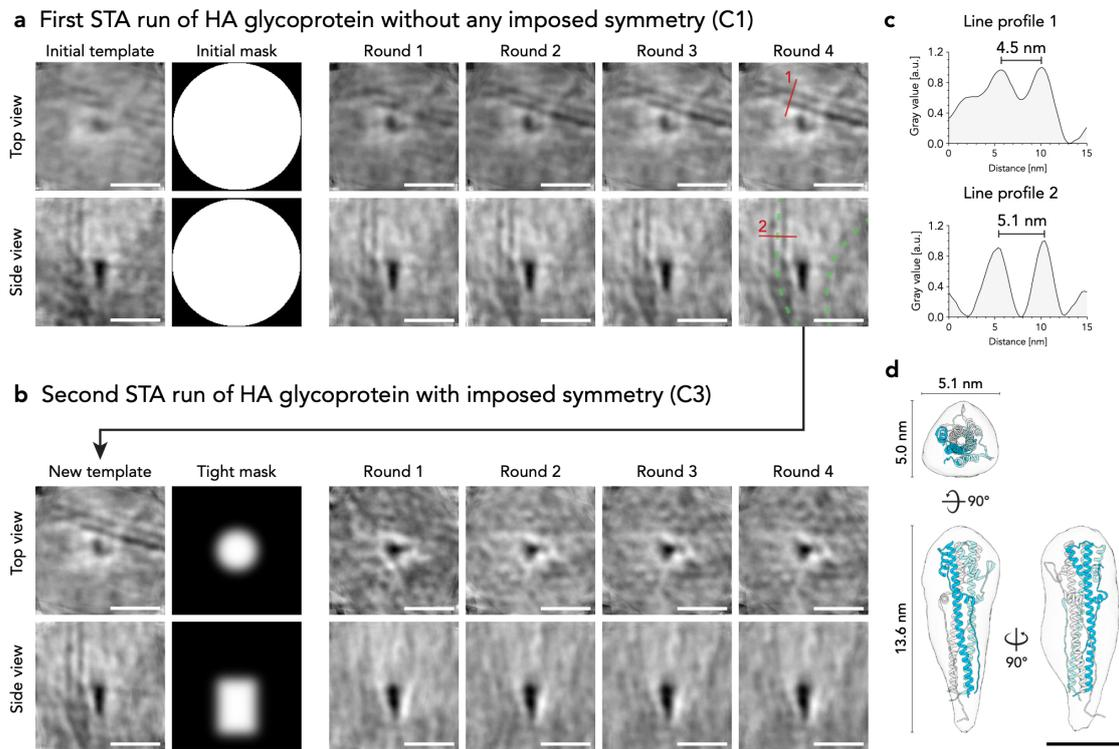 a First STA run of HA glycoprotein without any imposed symmetry (C1)
Initial template Initial mask Round 1 Round 2 Round 3 Round 4
Top view
1
Side view
2
c
Line profile 1
4.5 nm
Gray value [a.u.]
1.2
0.8
0.4
0.0
0 5 10 15
Distance [nm]
Line profile 2
5.1 nm
Gray value [a.u.]
1.2
0.8
0.4
0.0
0 5 10 15
Distance [nm]
b Second STA run of HA glycoprotein with imposed symmetry (C3)
New template Tight mask Round 1 Round 2 Round 3 Round 4
Top view
Side view
d
5.1 nm
5.0 nm
90°
13.6 nm
90°